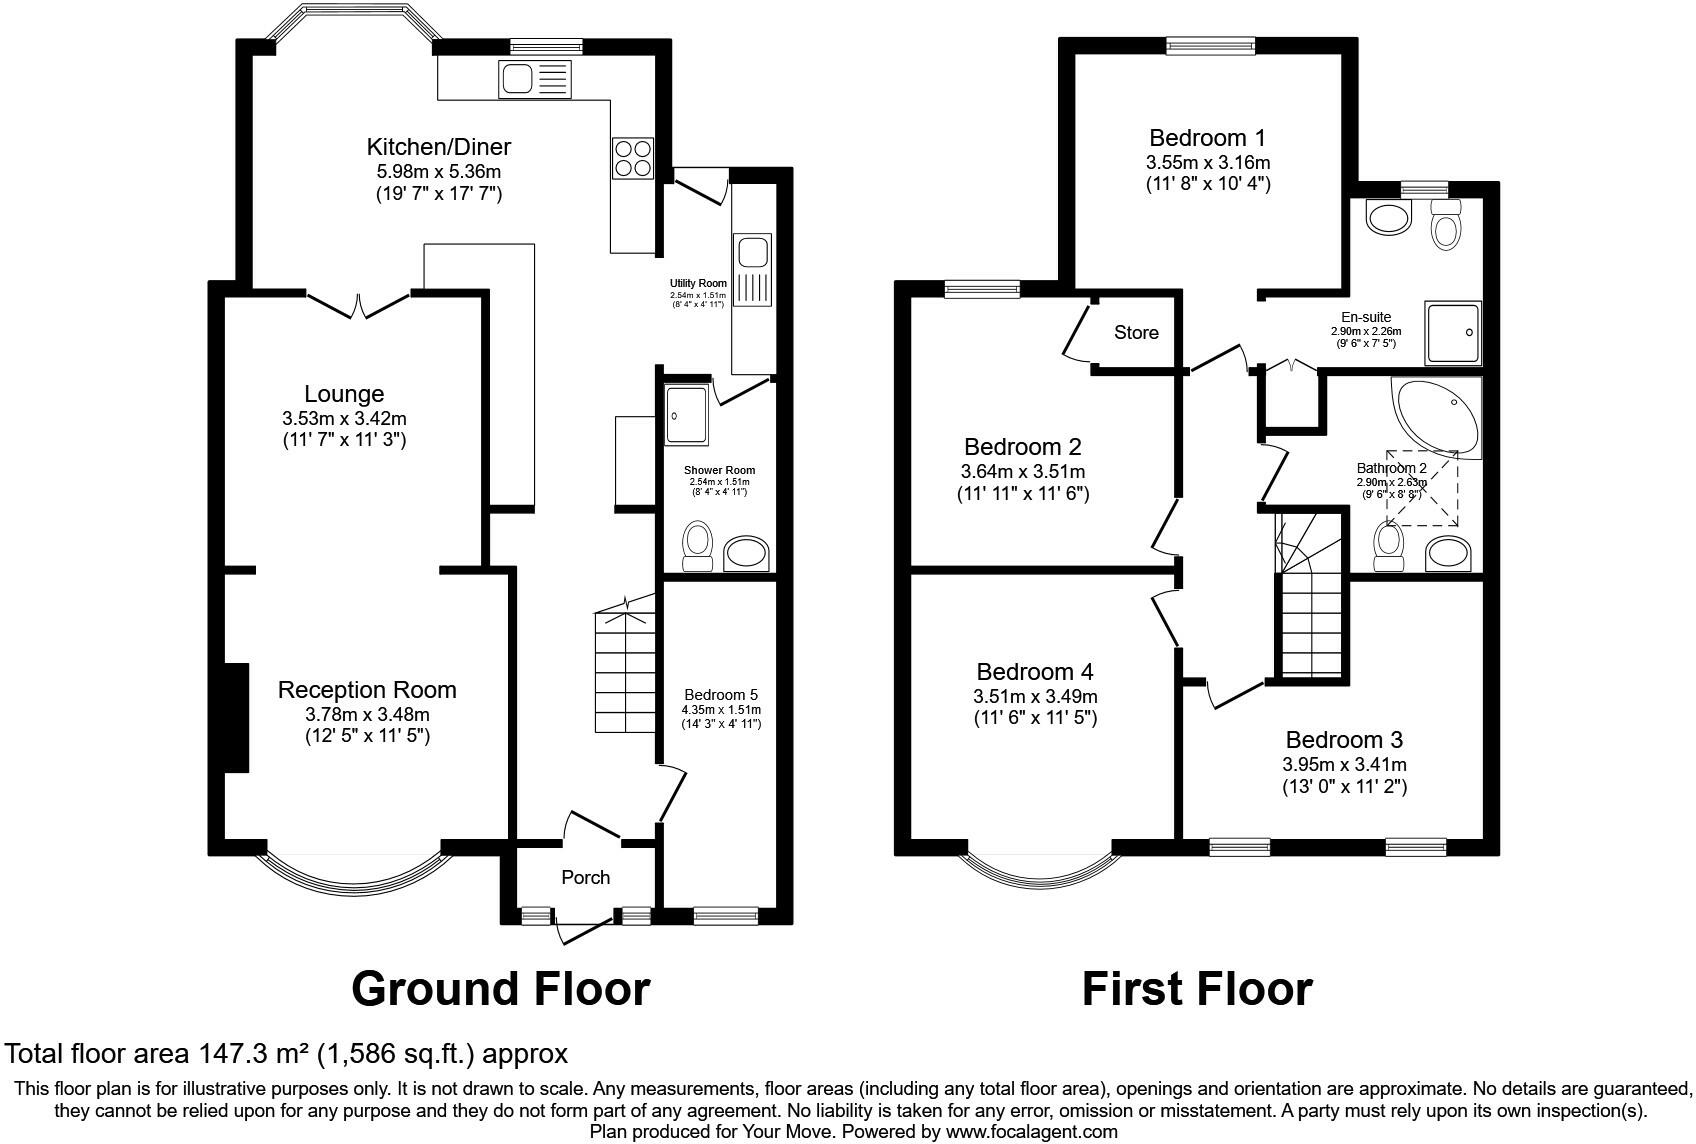 Kitchen/Diner
5.98m x 5.36m
(19' 7" x 17' 7")
Utility Room
2.54m x 1.51m
(8' 4" x 4' 11")
Lounge
3.53m x 3.42m
(11' 7" x 11' 3")
Shower Room
2.54m x 1.51m
(8' 4" x 4' 11")
Reception Room
3.78m x 3.48m
(12' 5" x 11' 5")
Bedroom 5
4.35m x 1.51m
(14' 3" x 4' 11")
Porch
Ground Floor
Bedroom 1
3.55m x 3.16m
(11' 8" x 10' 4")
En-suite
2.90m x 2.26m
(9' 6" x 7' 5")
Store
Bedroom 2
3.64m x 3.51m
(11' 11" x 11' 6")
Bathroom 2
2.90m x 2.63m
(9' 6" x 8' 8")
Bedroom 4
3.51m x 3.49m
(11' 6" x 11' 5")
Bedroom 3
3.95m x 3.41m
(13' 0" x 11' 2")
First Floor
Total floor area 147.3 m² (1,586 sq.ft.) approx
This floor plan is for illustrative purposes only. It is not drawn to scale. Any measurements, floor areas (including any total floor area), openings and orientation are approximate. No details are guaranteed,
they cannot be relied upon for any purpose and they do not form part of any agreement. No liability is taken for any error, omission or misstatement. A party must rely upon its own inspection(s).
Plan produced for Your Move. Powered by www.focalagent.com